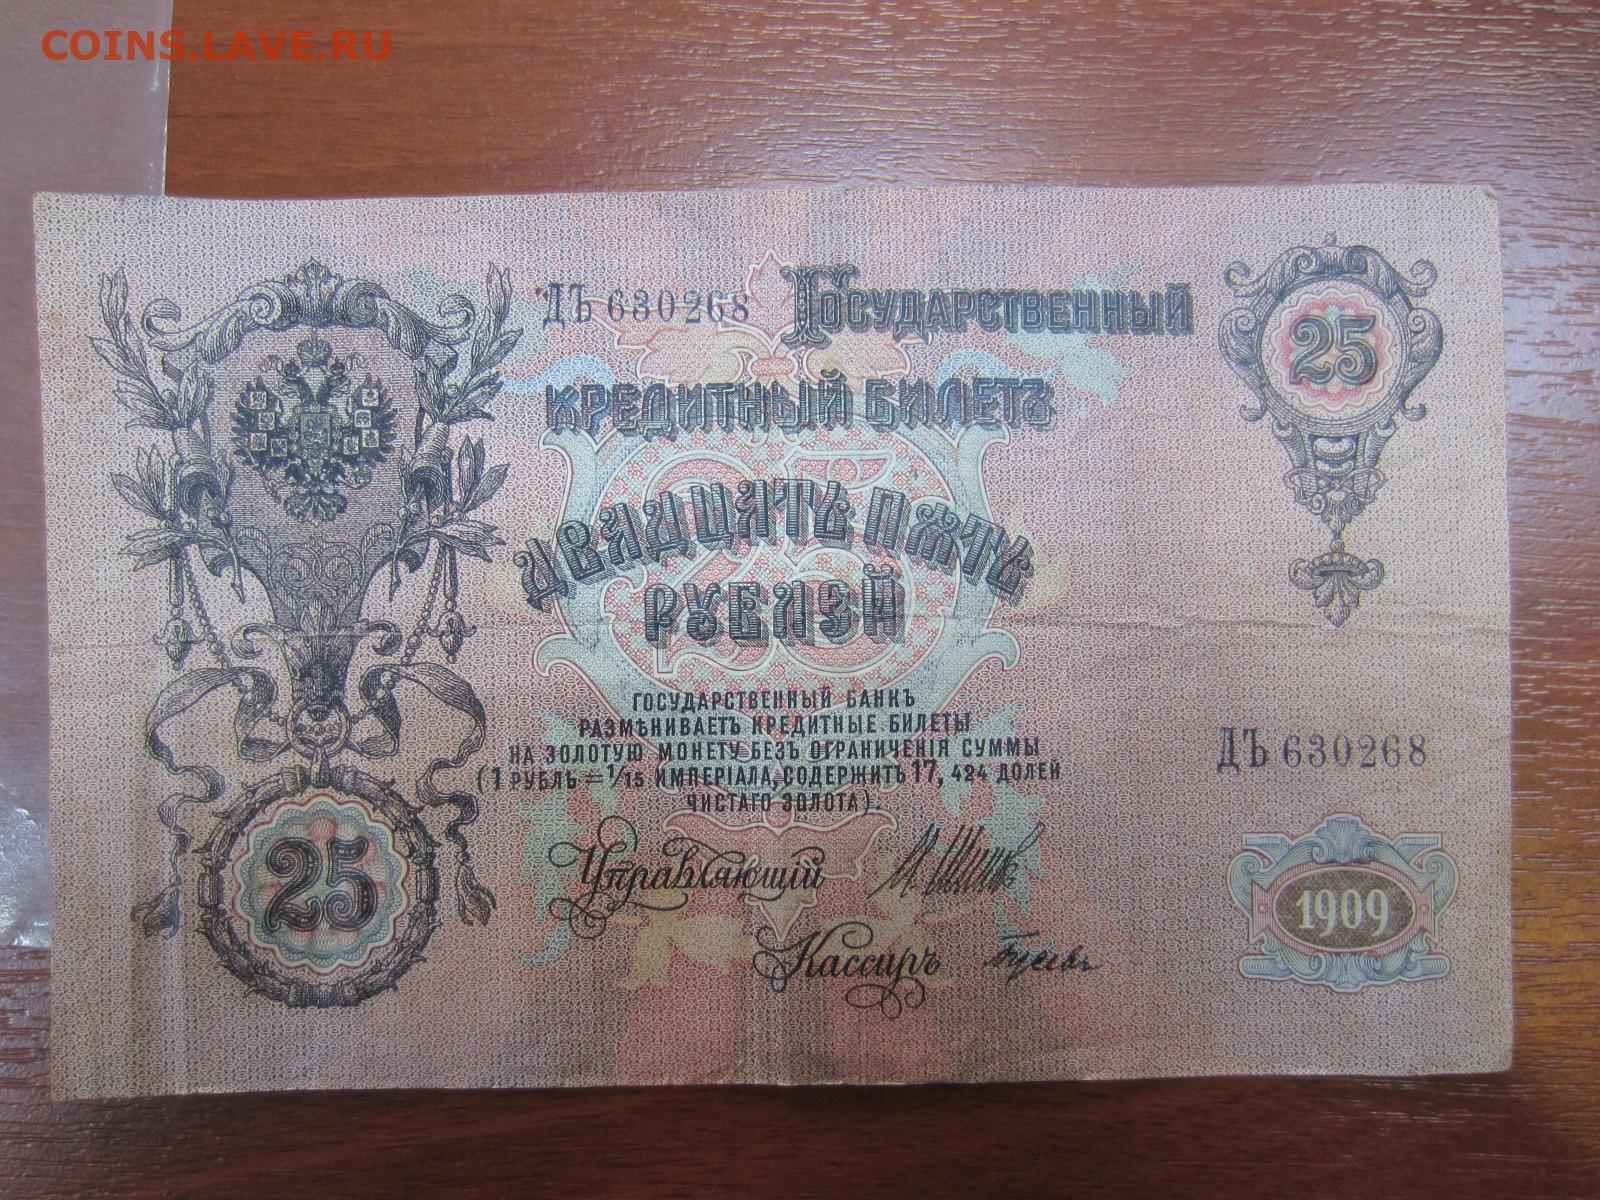 COINS.LAVE.RU
ДЪ 630268 ГОСУДАРСТВЕННЫЙ
25
КРЕДИТНЫЙ БИЛЕТЪ
25
ДВАДЦАТЬ ПЯТЬ
РУБЛЕЙ
ГОСУДАРСТВЕННЫЙ БАНКЪ
РАЗМѢНИВАЕТЪ КРЕДИТНЫЕ БИЛЕТЫ
НА ЗОЛОТУЮ МОНЕТУ БЕЗЪ ОГРАНИЧЕНІЯ СУММЫ
(1 РУБЛЬ = 1/15 ИМПЕРІАЛА, СОДЕРЖИТЪ 17, 424 ДОЛЕЙ
ЧИСТАГО ЗОЛОТА).
ДЪ 630268
25
Управляющій И Шипов
Кассиръ Гусевъ
1909